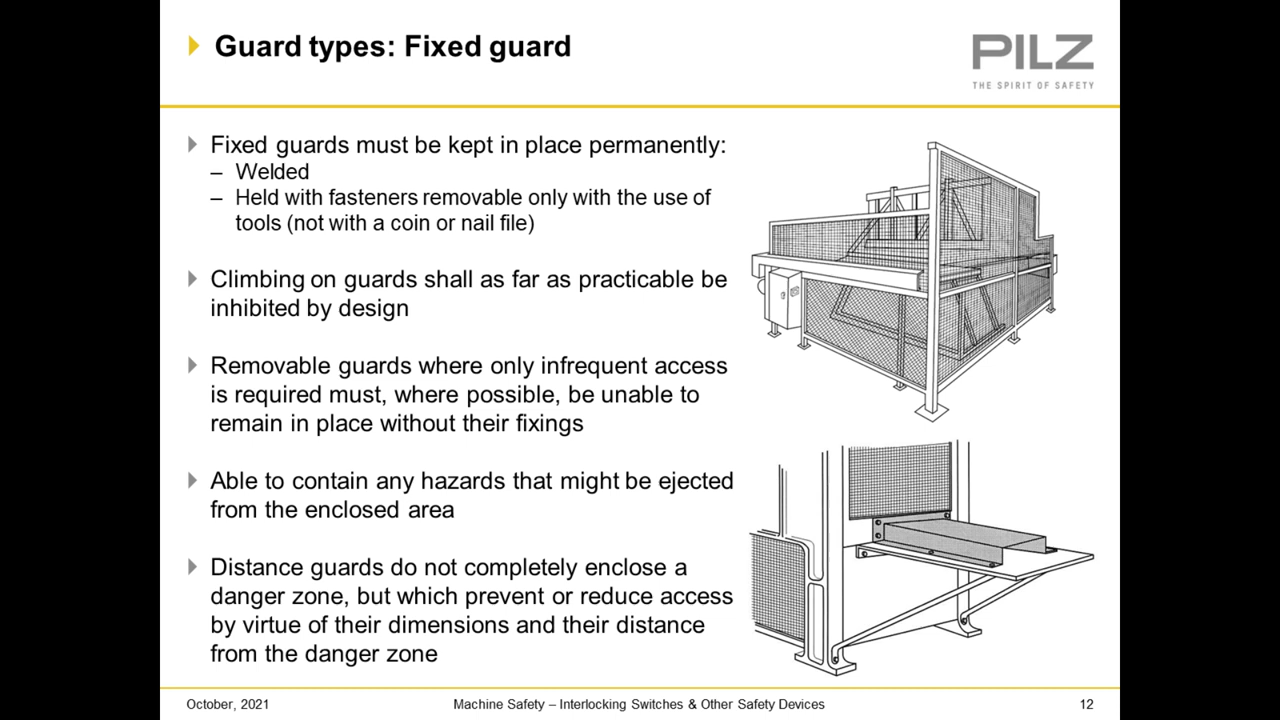 Guard types: Fixed guard
PILZ
THE SPIRIT OF SAFETY
Fixed guards must be kept in place permanently:
– Welded
– Held with fasteners removable only with the use of
tools (not with a coin or nail file)
Climbing on guards shall as far as practicable be
inhibited by design
Removable guards where only infrequent access
is required must, where possible, be unable to
remain in place without their fixings
Able to contain any hazards that might be ejected
from the enclosed area
Distance guards do not completely enclose a
danger zone, but which prevent or reduce access
by virtue of their dimensions and their distance
from the danger zone
October, 2021
Machine Safety – Interlocking Switches & Other Safety Devices
12